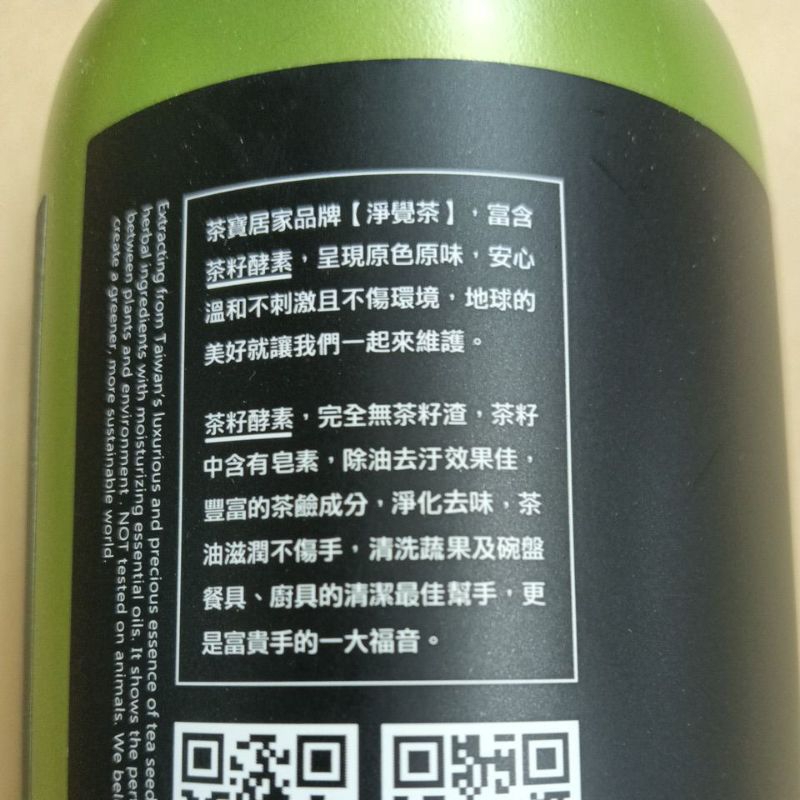 茶寶居家品牌【淨覺茶】，富含
茶籽酵素，呈現原色原味，安心
溫和不刺激且不傷環境，地球的
美好就讓我們一起來維護。
茶籽酵素，完全無茶籽渣，茶籽
中含有皂素，除油去汙效果佳，
豐富的茶鹼成分，淨化去味，茶
油滋潤不傷手，清洗蔬果及碗盤
餐具、廚具的清潔最佳幫手，更
是富貴手的一大福音。
Extracting from Taiwan's luxurious and precious essence of tea seed
herbal ingredients with moisturizing essential oils. It shows the
between plants and environment. NOT tested on animals. We
create a greener, more sustainable world.